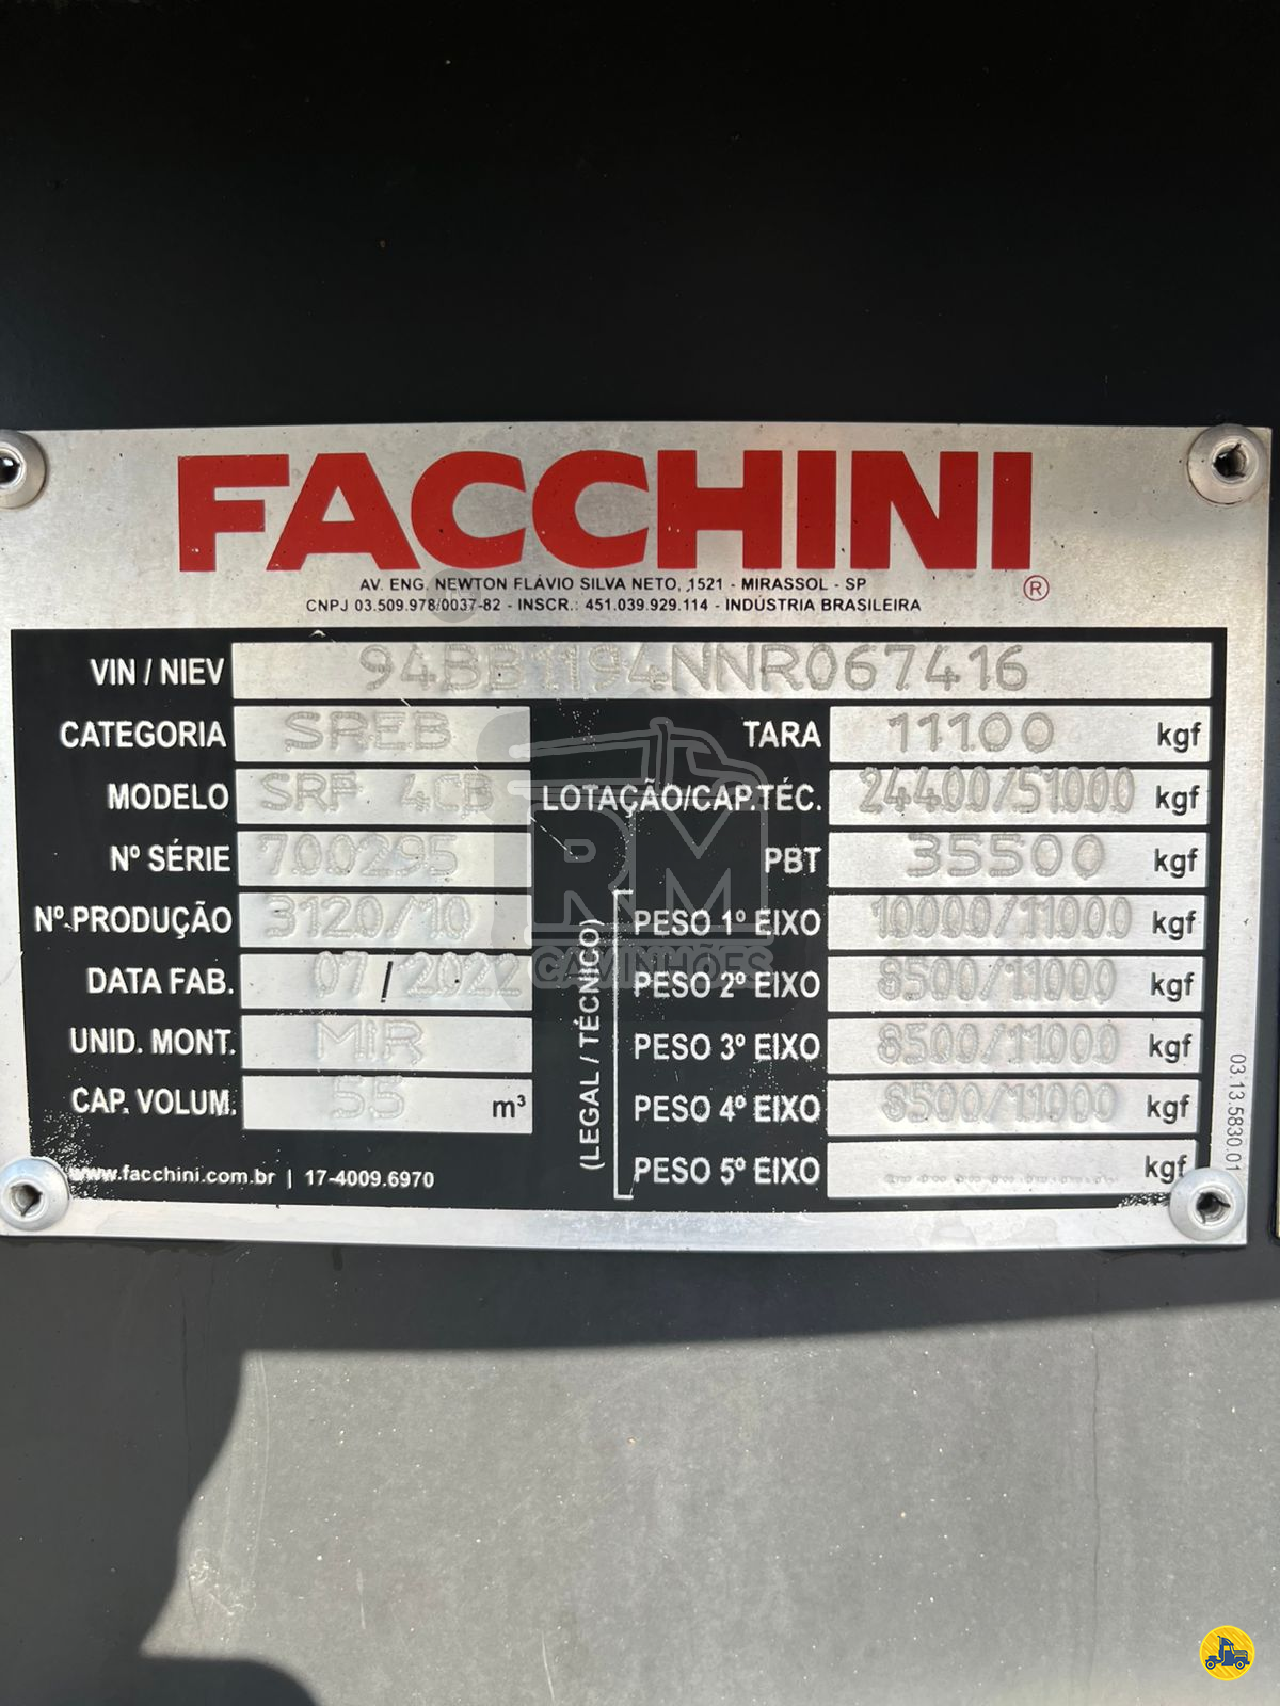 FACCHINI®
AV. ENG. NEWTON FLÁVIO SILVA NETO, 1521 - MIRASSOL - SP
CNPJ 03.509.978/0037-82 - INSCR.: 451.039.929.114 - INDÚSTRIA BRASILEIRA
VIN / NIEV 94BB1194NNR067416
CATEGORIA SREB
MODELO SRF 4CB
Nº SÉRIE 700295
Nº.PRODUÇÃO 3120/10
DATA FAB. 07 / 2022
UNID. MONT. MIR
CAP. VOLUM. 55 m³
www.facchini.com.br | 17-4009.6970
TARA 11100 kgf
LOTAÇÃO/CAP.TÉC. 24400/51000 kgf
PBT 35500 kgf
(LEGAL / TÉCNICO)
PESO 1º EIXO 10000/11000 kgf
PESO 2º EIXO 8500/11000 kgf
PESO 3º EIXO 8500/11000 kgf
PESO 4º EIXO 8500/11000 kgf
PESO 5º EIXO kgf
03.13.5830.01
RM
CAMINHÕES